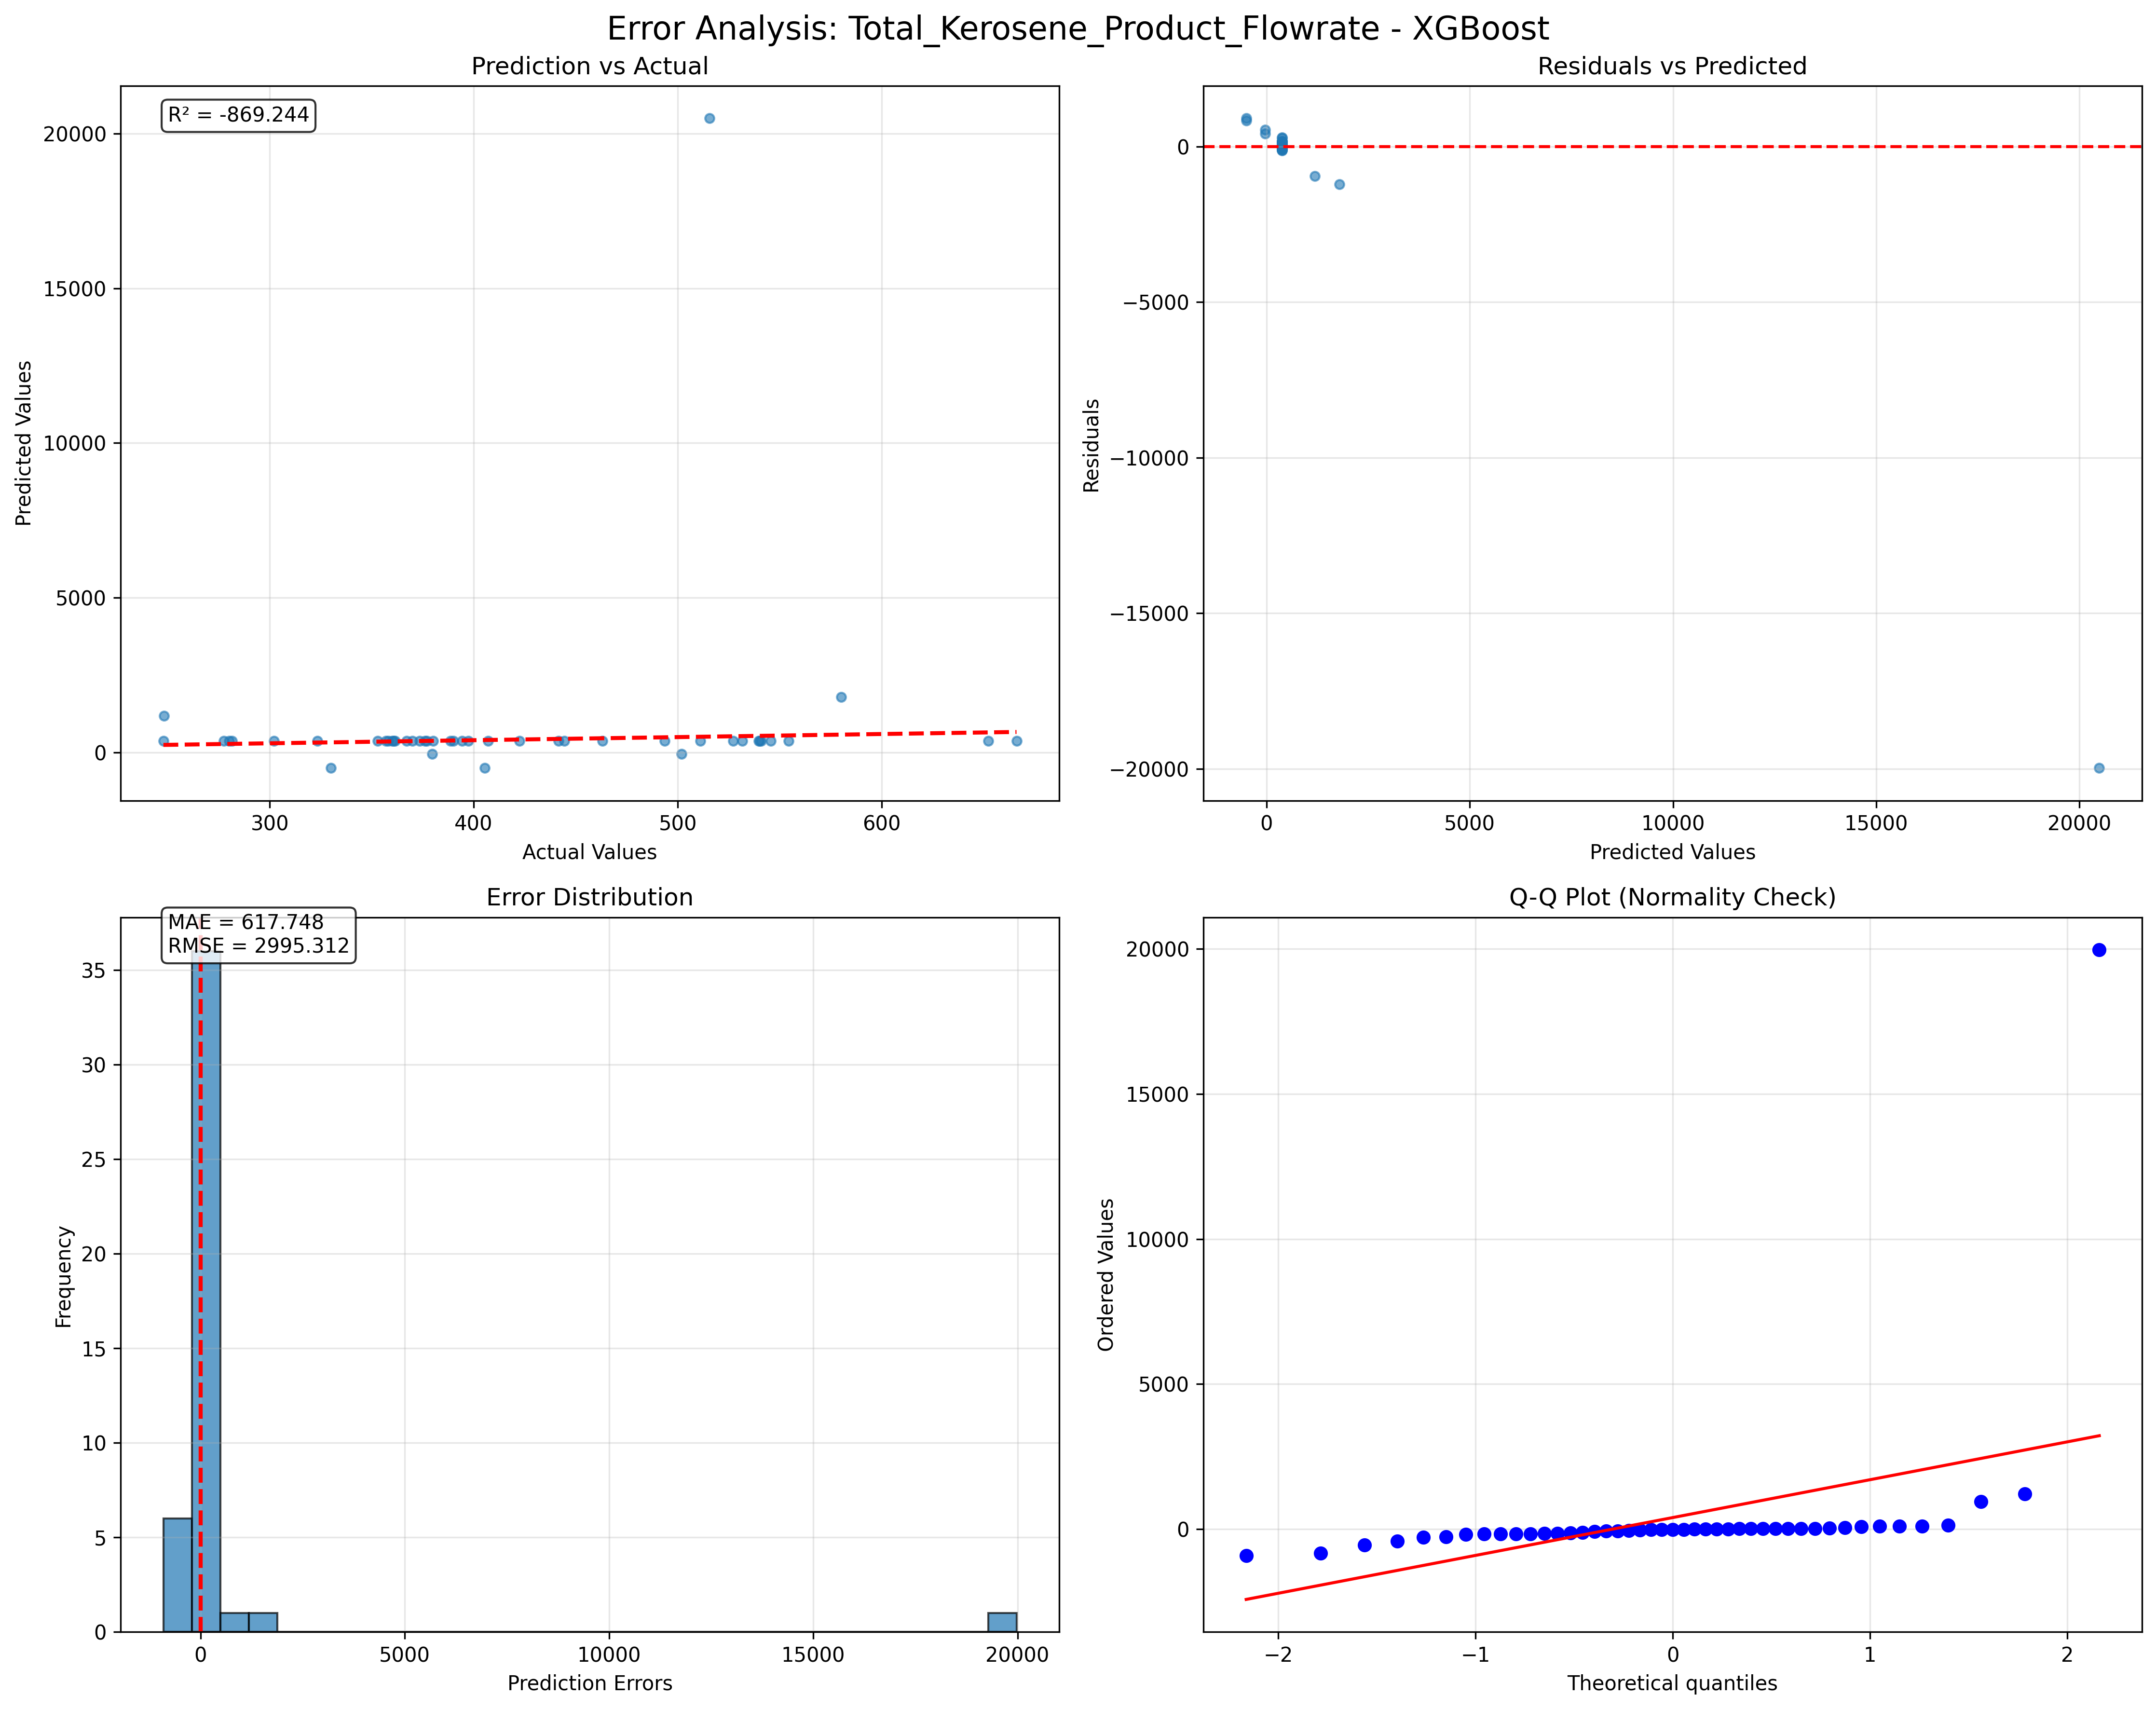 Error Analysis: Total_Kerosene_Product_Flowrate - XGBoost
Prediction vs Actual
R² = -869.244
20000
15000
10000
5000
0
Predicted Values
300
400
500
600
Actual Values
Residuals vs Predicted
0
−5000
−10000
−15000
−20000
Residuals
0
5000
10000
15000
20000
Predicted Values
Error Distribution
MAE = 617.748
RMSE = 2995.312
35
30
25
20
15
10
5
0
Frequency
0
5000
10000
15000
20000
Prediction Errors
Q-Q Plot (Normality Check)
20000
15000
10000
5000
0
Ordered Values
−2
−1
0
1
2
Theoretical quantiles